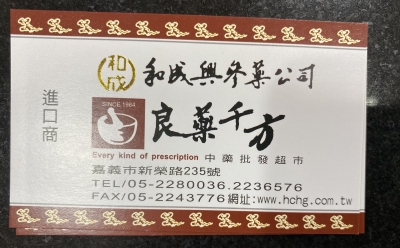 和成
和成興參藥公司
進口商
SINCE 1964
良藥千方
Every kind of prescription 中藥批發超市
嘉義市新榮路235號
TEL/05-2280036.2236576
FAX/05-2243776 網址:www.hchg.com.tw